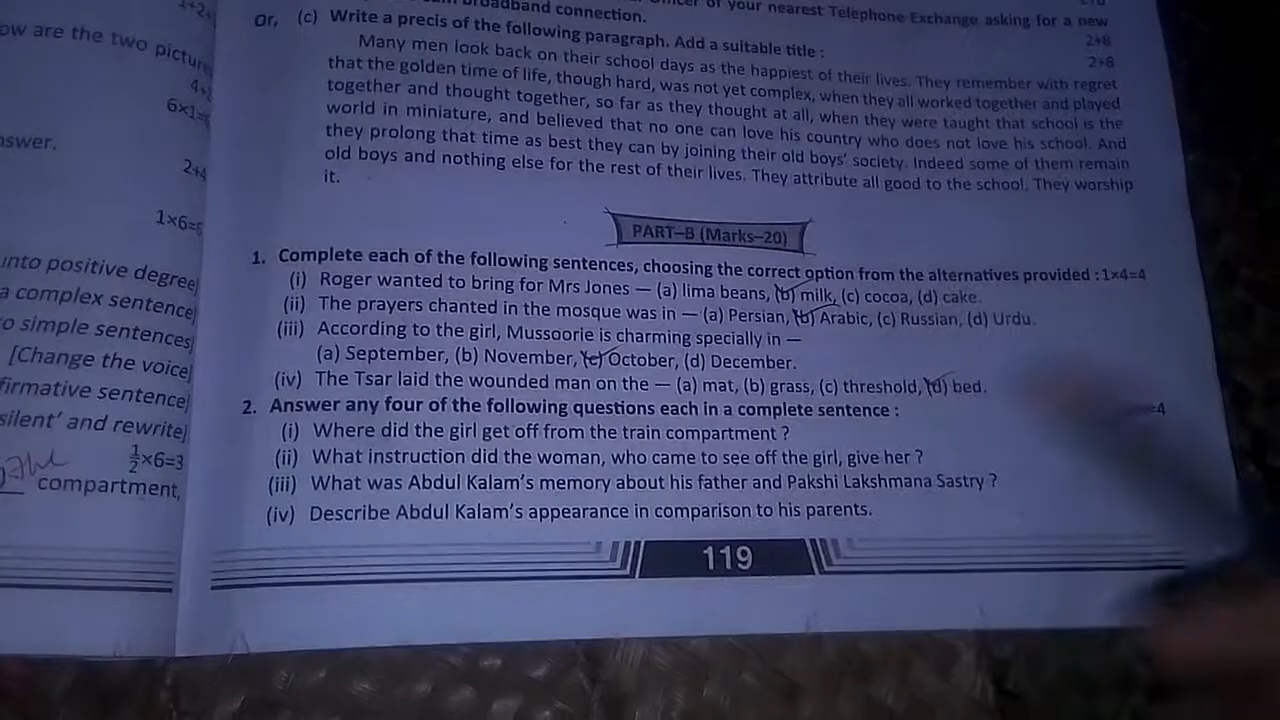 1+2+
ow are the two picture
4+2
6×1=6
nswer.
2+4
1×6=6
into positive degree]
a complex sentence]
o simple sentences]
[Change the voice]
firmative sentence]
silent' and rewrite]
½×6=3
The
compartment,
broadband connection.
of your nearest Telephone Exchange asking for a new
2+8
Or, (c) Write a precis of the following paragraph. Add a suitable title :
2+8
Many men look back on their school days as the happiest of their lives. They remember with regret
that the golden time of life, though hard, was not yet complex, when they all worked together and played
together and thought together, so far as they thought at all, when they were taught that school is the
world in miniature, and believed that no one can love his country who does not love his school. And
they prolong that time as best they can by joining their old boys' society. Indeed some of them remain
old boys and nothing else for the rest of their lives. They attribute all good to the school. They worship
it.
PART–B (Marks–20)
1. Complete each of the following sentences, choosing the correct option from the alternatives provided : 1×4=4
(i) Roger wanted to bring for Mrs Jones — (a) lima beans, (b) milk, (c) cocoa, (d) cake.
(ii) The prayers chanted in the mosque was in — (a) Persian, (b) Arabic, (c) Russian, (d) Urdu.
(iii) According to the girl, Mussoorie is charming specially in —
(a) September, (b) November, (c) October, (d) December.
(iv) The Tsar laid the wounded man on the — (a) mat, (b) grass, (c) threshold, (d) bed.
2. Answer any four of the following questions each in a complete sentence : =4
(i) Where did the girl get off from the train compartment ?
(ii) What instruction did the woman, who came to see off the girl, give her ?
(iii) What was Abdul Kalam's memory about his father and Pakshi Lakshmana Sastry ?
(iv) Describe Abdul Kalam's appearance in comparison to his parents.
119